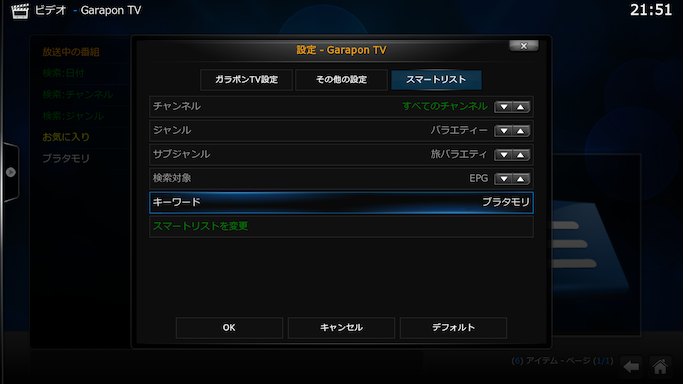 ビデオ - Garapon TV
21:51
放送中の番組
検索:日付
検索:チャンネル
検索:ジャンル
お気に入り
ブラタモリ
設定 - Garapon TV
ガラポンTV設定
その他の設定
スマートリスト
チャンネル すべてのチャンネル
ジャンル バラエティー
サブジャンル 旅バラエティ
検索対象 EPG
キーワード ブラタモリ
スマートリストを変更
OK
キャンセル
デフォルト
(6) アイテム - ページ (1/1)